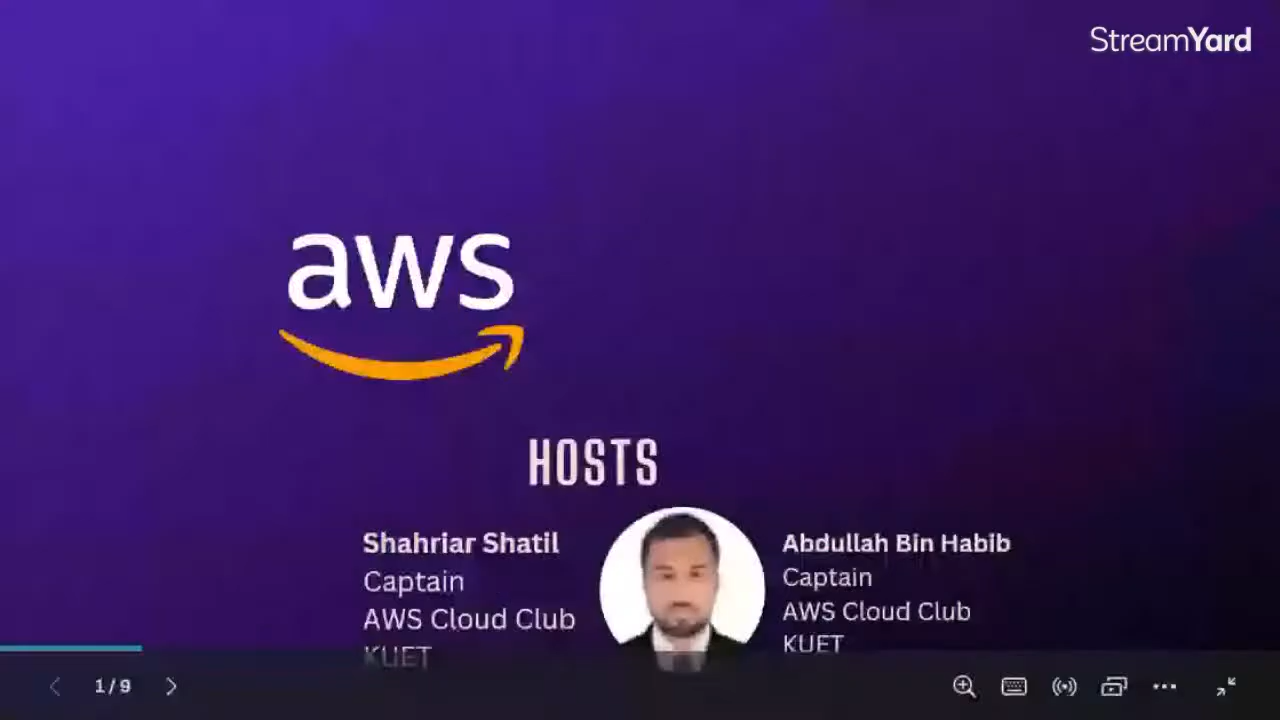 StreamYard
aws
HOSTS
Shahriar Shatil
Captain
AWS Cloud Club
KUET
Abdullah Bin Habib
Captain
AWS Cloud Club
KUET
1/9